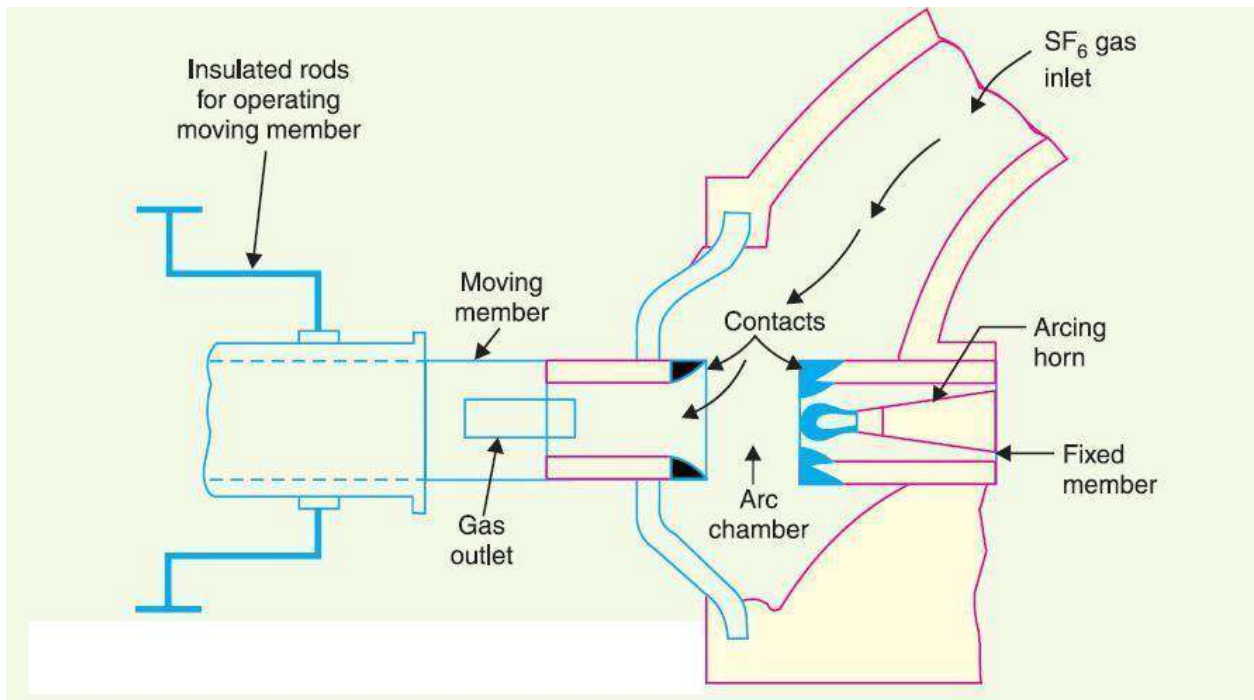 Insulated rods
for operating
moving member
SF₆ gas
inlet
Moving
member
Contacts
Arcing
horn
Gas
outlet
Arc
chamber
Fixed
member